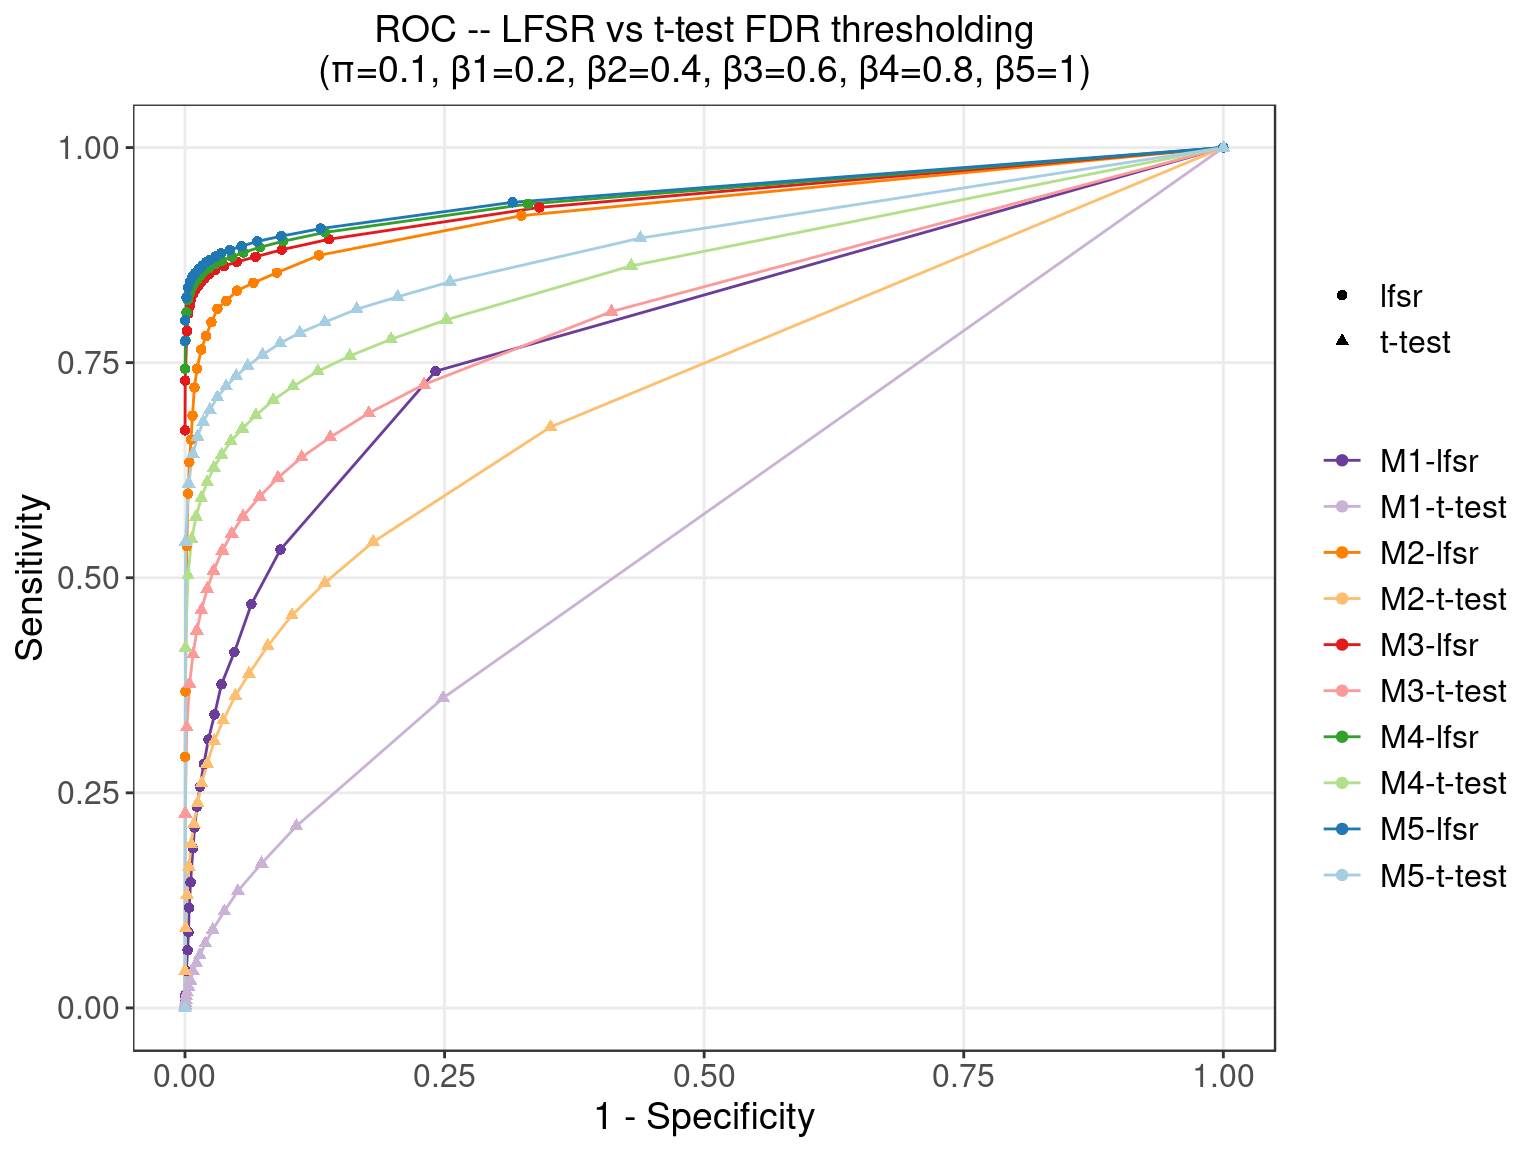 ROC -- LFSR vs t-test FDR thresholding
(π=0.1, β1=0.2, β2=0.4, β3=0.6, β4=0.8, β5=1)
Sensitivity
1.00
0.75
0.50
0.25
0.00
0.00 0.25 0.50 0.75 1.00
1 - Specificity
lfsr
t-test
M1-lfsr
M1-t-test
M2-lfsr
M2-t-test
M3-lfsr
M3-t-test
M4-lfsr
M4-t-test
M5-lfsr
M5-t-test